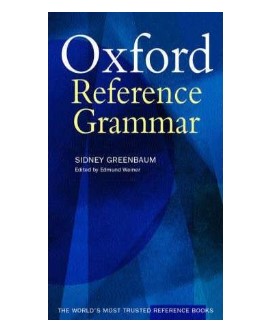 Oxford
Reference
Grammar
SIDNEY GREENBAUM
Edited by Edmund Weiner
THE WORLD'S MOST TRUSTED REFERENCE BOOKS